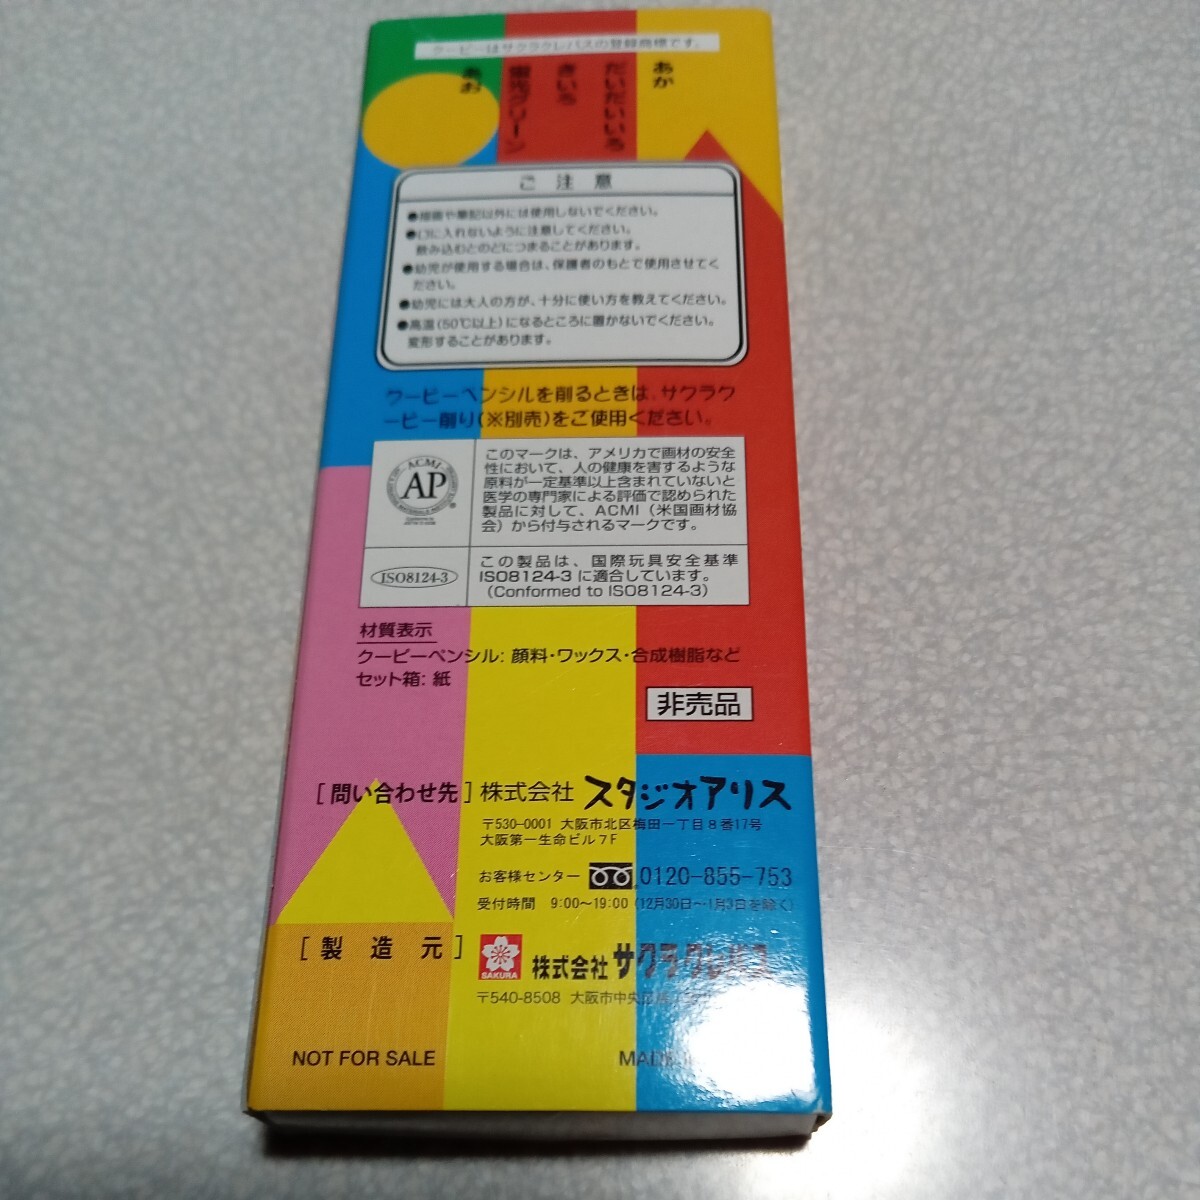 クーピーはサクラクレパスの登録商標です。
あか
だいだいいろ
きいろ
蛍光グリーン
あお
ご注意
●描画や筆記以外には使用しないでください。
●口に入れないように注意してください。
飲み込むとのどにつまることがあります。
●幼児が使用する場合は、保護者のもとで使用させてく
ださい。
●幼児には大人の方が、十分に使い方を教えてください。
●高温(50℃以上)になるところに置かないでください。
変形することがあります。
クーピーペンシルを削るときは、サクラク
ーピー削り(※別売)をご使用ください。
ACMI
AP
このマークは、アメリカで画材の安全
性において、人の健康を害するような
原料が一定基準以上含まれていないと
医学の専門家による評価で認められた
製品に対して、ACMI(米国画材協
会)から付与されるマークです。
ISO8124-3
この製品は、国際玩具安全基準
ISO8124-3 に適合しています。
(Conformed to ISO8124-3)
材質表示
クーピーペンシル: 顔料・ワックス・合成樹脂など
セット箱: 紙
非売品
[問い合わせ先] 株式会社 スタジオアリス
〒530-0001 大阪市北区梅田一丁目8番17号
大阪第一生命ビル7F
お客様センター 0120-855-753
受付時間 9:00〜19:00 (12月30日〜1月3日を除く)
[製造元] SAKURA 株式会社 サクラクレパス
〒540-8508 大阪市中央区
NOT FOR SALE MADE